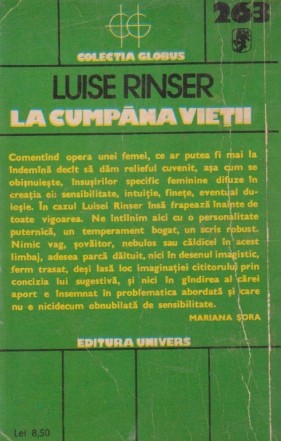 263
COLECȚIA GLOBUS
LUISE RINSER
LA CUMPĂNA VIEȚII
Comentînd opera unei femei, ce ar putea fi mai la
îndemînă decît să dăm relieful cuvenit, așa cum se
obișnuiește, însușirilor specific feminine difuze în
creația ei: sensibilitate, intuiție, finețe, eventual du-
ioșie. În cazul Luisei Rinser însă frapează înainte de
toate vigoarea. Ne întîlnim aici cu o personalitate
puternică, un temperament bogat, un scris robust.
Nimic vag, șovăitor, nebulos sau căldicel în acest
limbaj, adesea parcă dăltuit, nici în desenul imagistic,
ferm trasat, deși lasă loc imaginației cititorului prin
concizia lui sugestivă, și nici în gîndirea al cărei
aport e însemnat în problematica abordată și care
nu e nicidecum obnubilată de sensibilitate.
MARIANA ȘORA
EDITURA UNIVERS
Lei 8,50